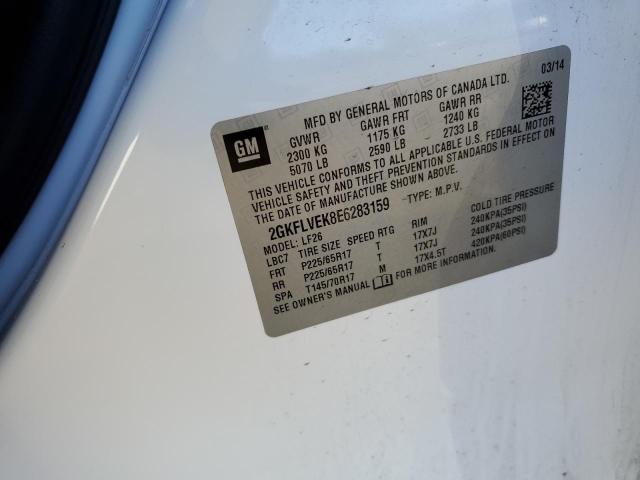 03/14
MFD BY GENERAL MOTORS OF CANADA LTD.
GM
GVWR GAWR FRT GAWR RR
2300 KG 1175 KG 1240 KG
5070 LB 2590 LB 2733 LB
THIS VEHICLE CONFORMS TO ALL APPLICABLE U.S. FEDERAL MOTOR
VEHICLE SAFETY AND THEFT PREVENTION STANDARDS IN EFFECT ON
THE DATE OF MANUFACTURE SHOWN ABOVE.
2GKFLVEK8E6283159 TYPE: M.P.V.
MODEL: LF26
LBC7 TIRE SIZE SPEED RTG RIM COLD TIRE PRESSURE
FRT P225/65R17 T 17X7J 240KPA(35PSI)
RR P225/65R17 T 17X7J 240KPA(35PSI)
SPA T145/70R17 M 17X4.5T 420KPA(60PSI)
SEE OWNER'S MANUAL FOR MORE INFORMATION.